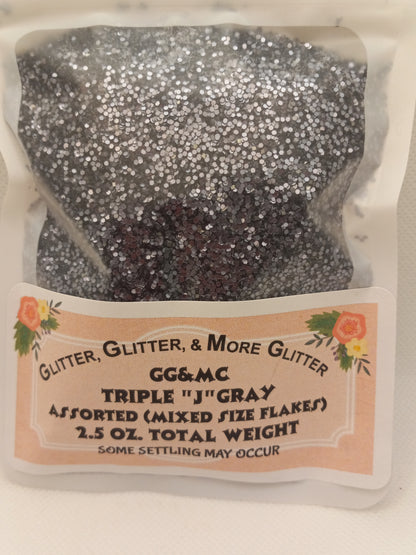 GLITTER, GLITTER, & MORE GLITTER
GG&MC
TRIPLE "J"GRAY
ASSORTED (MIXED SIZE FLAKES)
2.5 OZ. TOTAL WEIGHT
SOME SETTLING MAY OCCUR